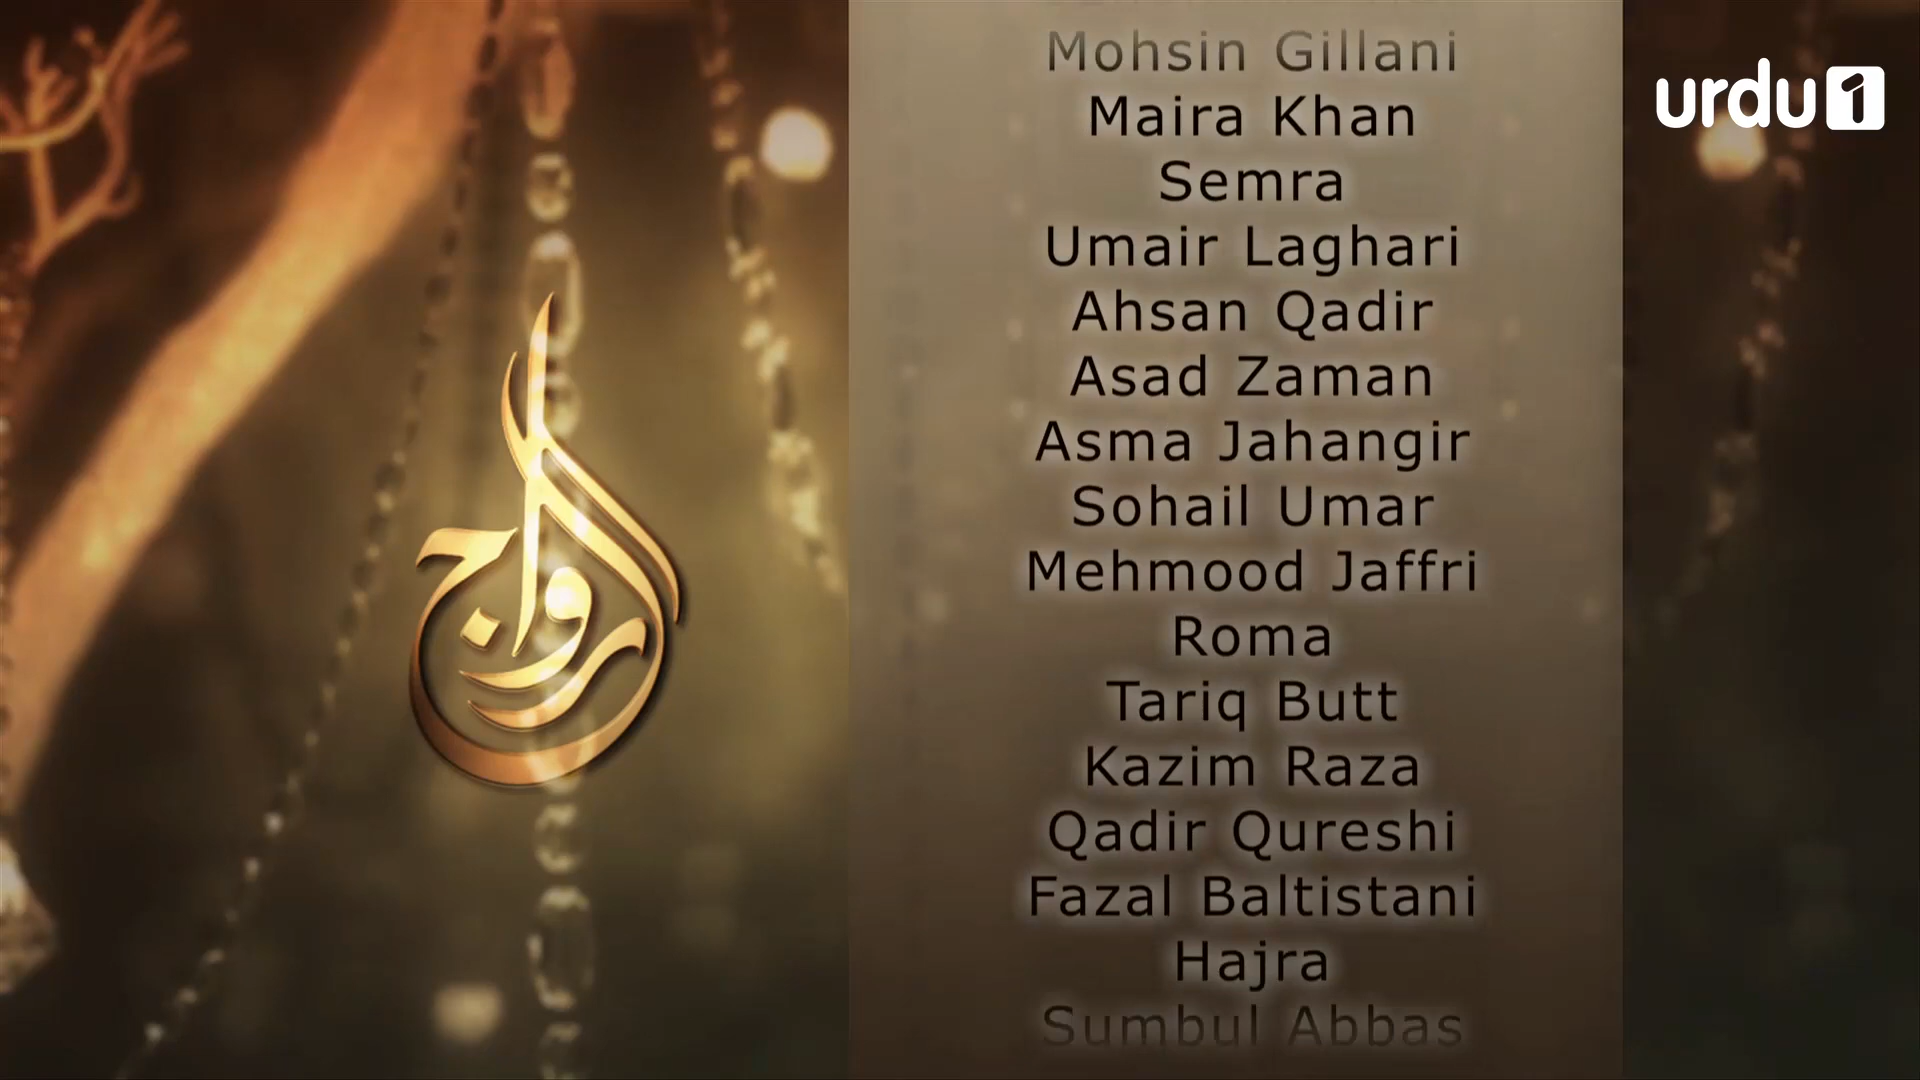 رواج
Mohsin Gillani
Maira Khan
Semra
Umair Laghari
Ahsan Qadir
Asad Zaman
Asma Jahangir
Sohail Umar
Mehmood Jaffri
Roma
Tariq Butt
Kazim Raza
Qadir Qureshi
Fazal Baltistani
Hajra
Sumbul Abbas
urdu1